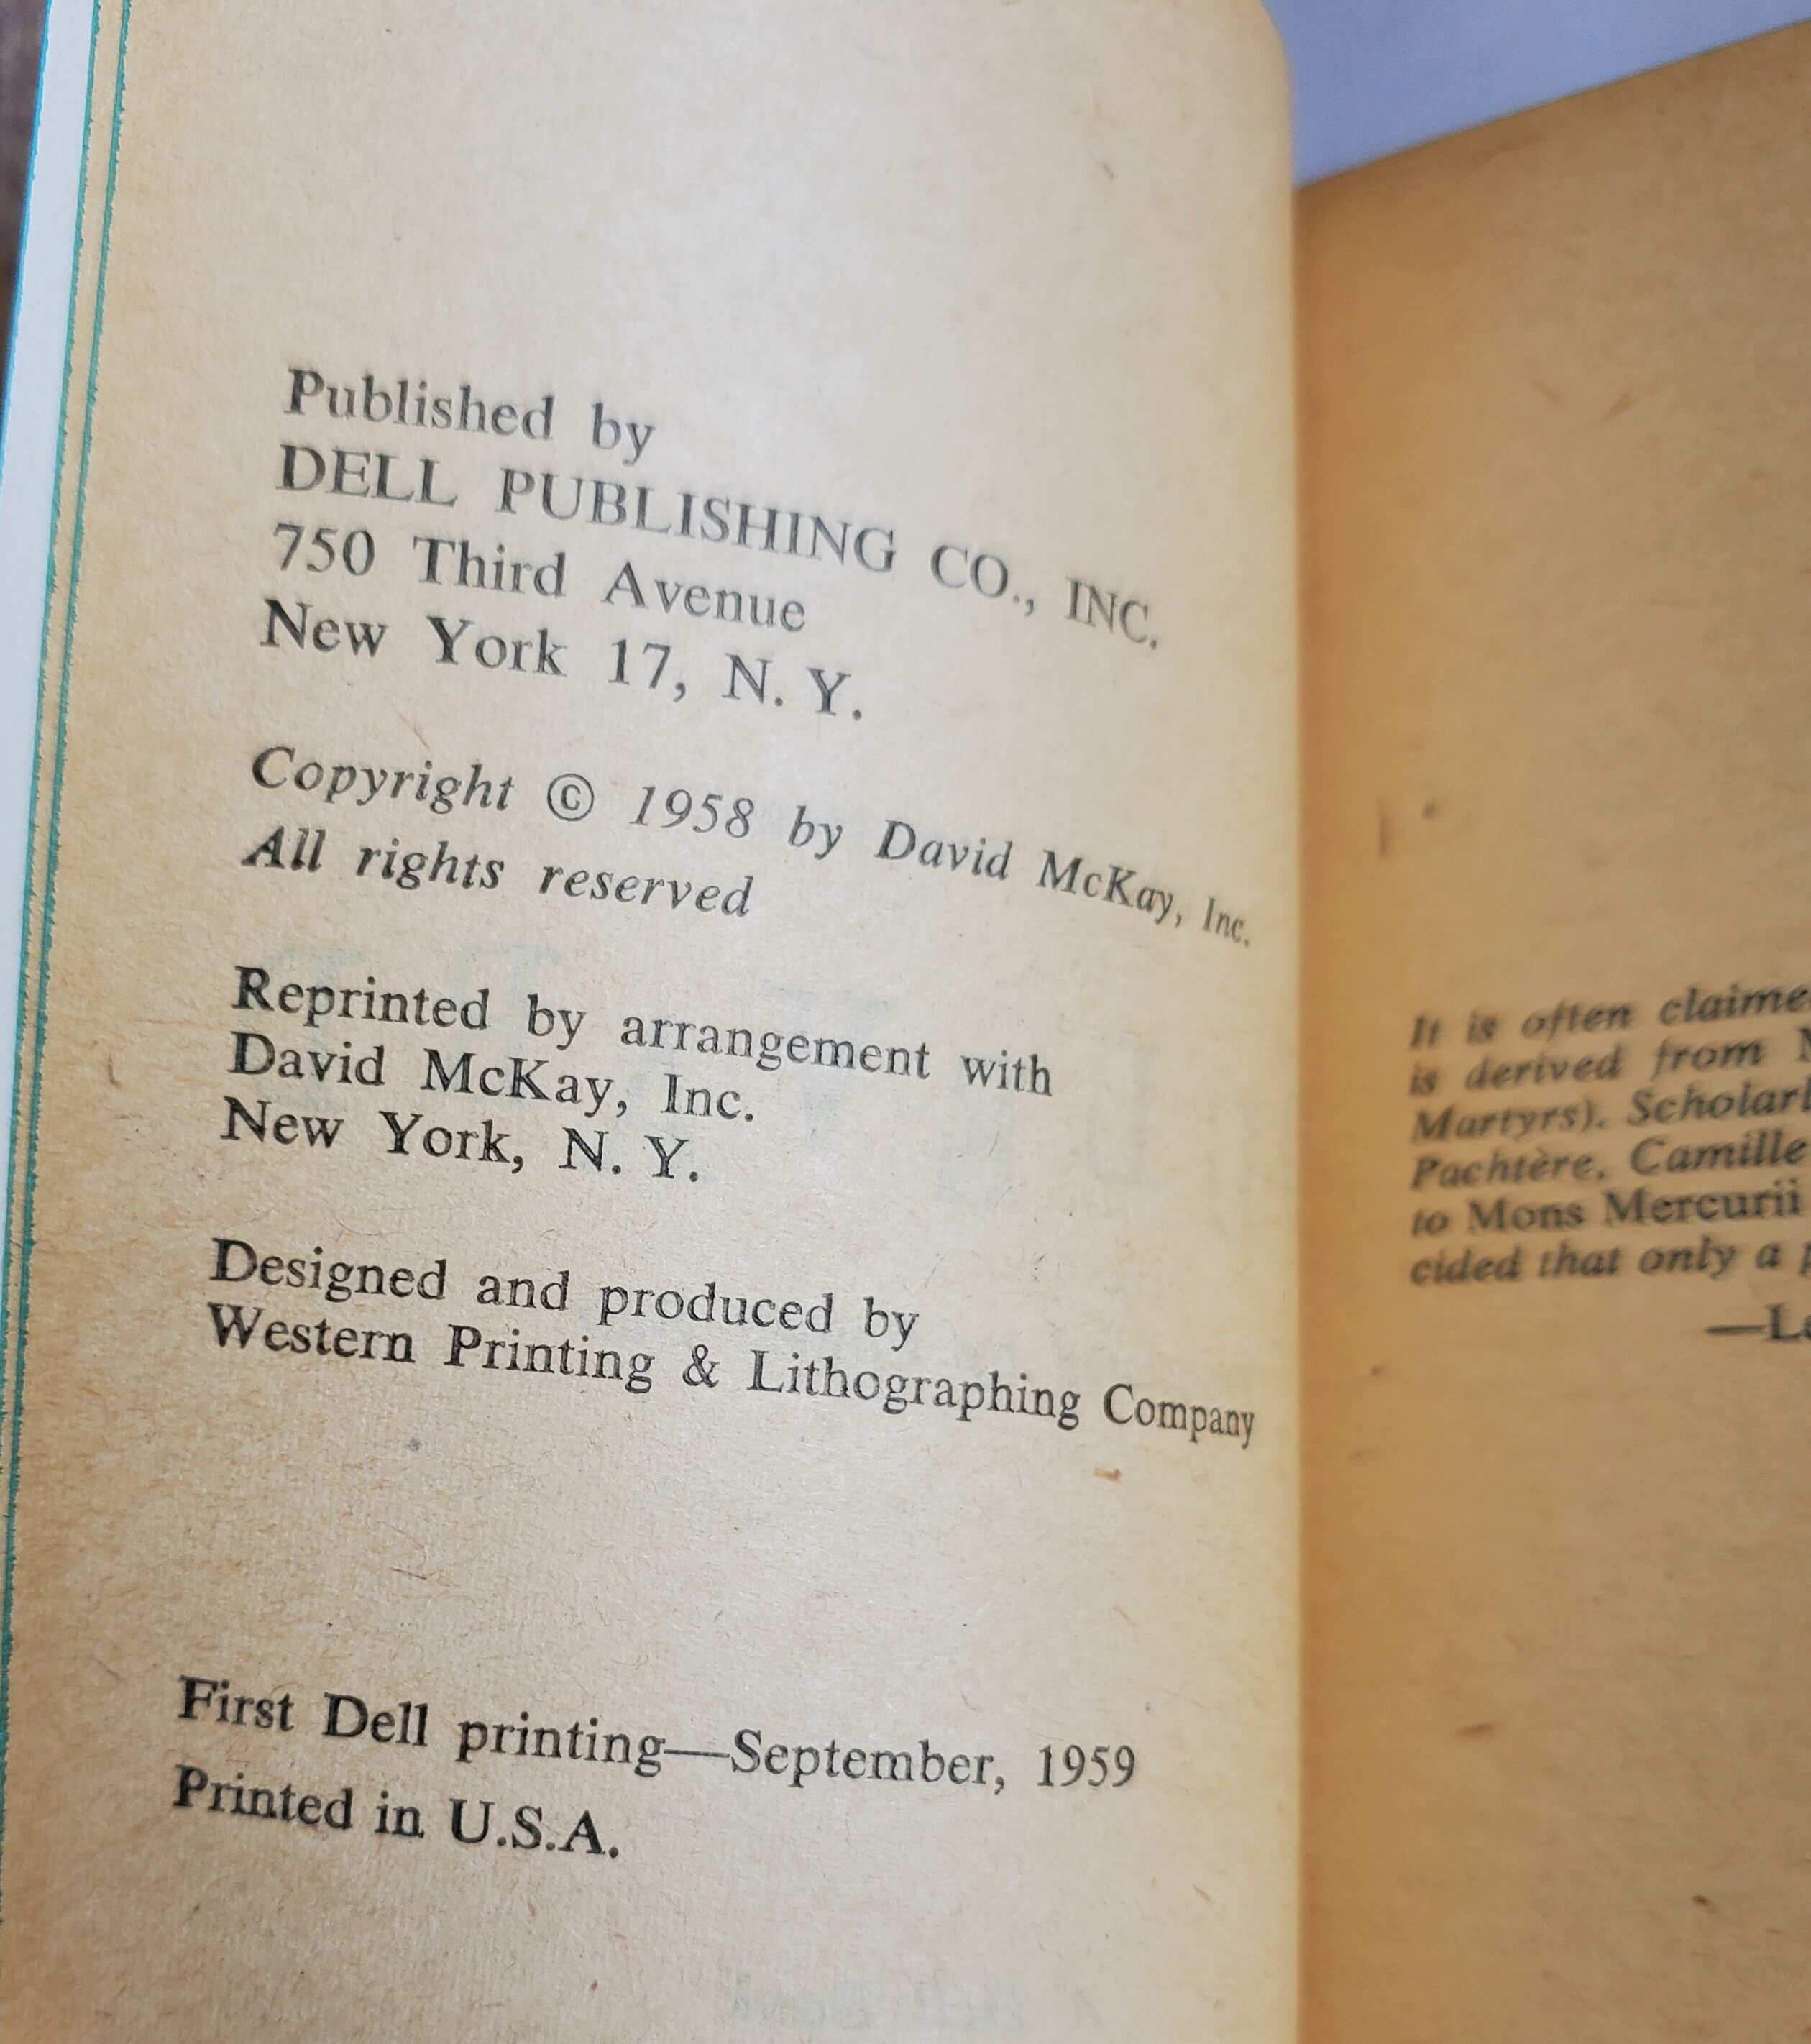 Published by
DELL PUBLISHING CO., INC.
750 Third Avenue
New York 17, N. Y.
Copyright © 1958 by David McKay, Inc.
All rights reserved
Reprinted by arrangement with
David McKay, Inc.
New York, N. Y.
Designed and produced by
Western Printing & Lithographing Company
First Dell printing—September, 1959
Printed in U.S.A.
It is often claime
is derived from
Martyrs). Scholarl
Pachtère, Camille
to Mons Mercurii
cided that only a p